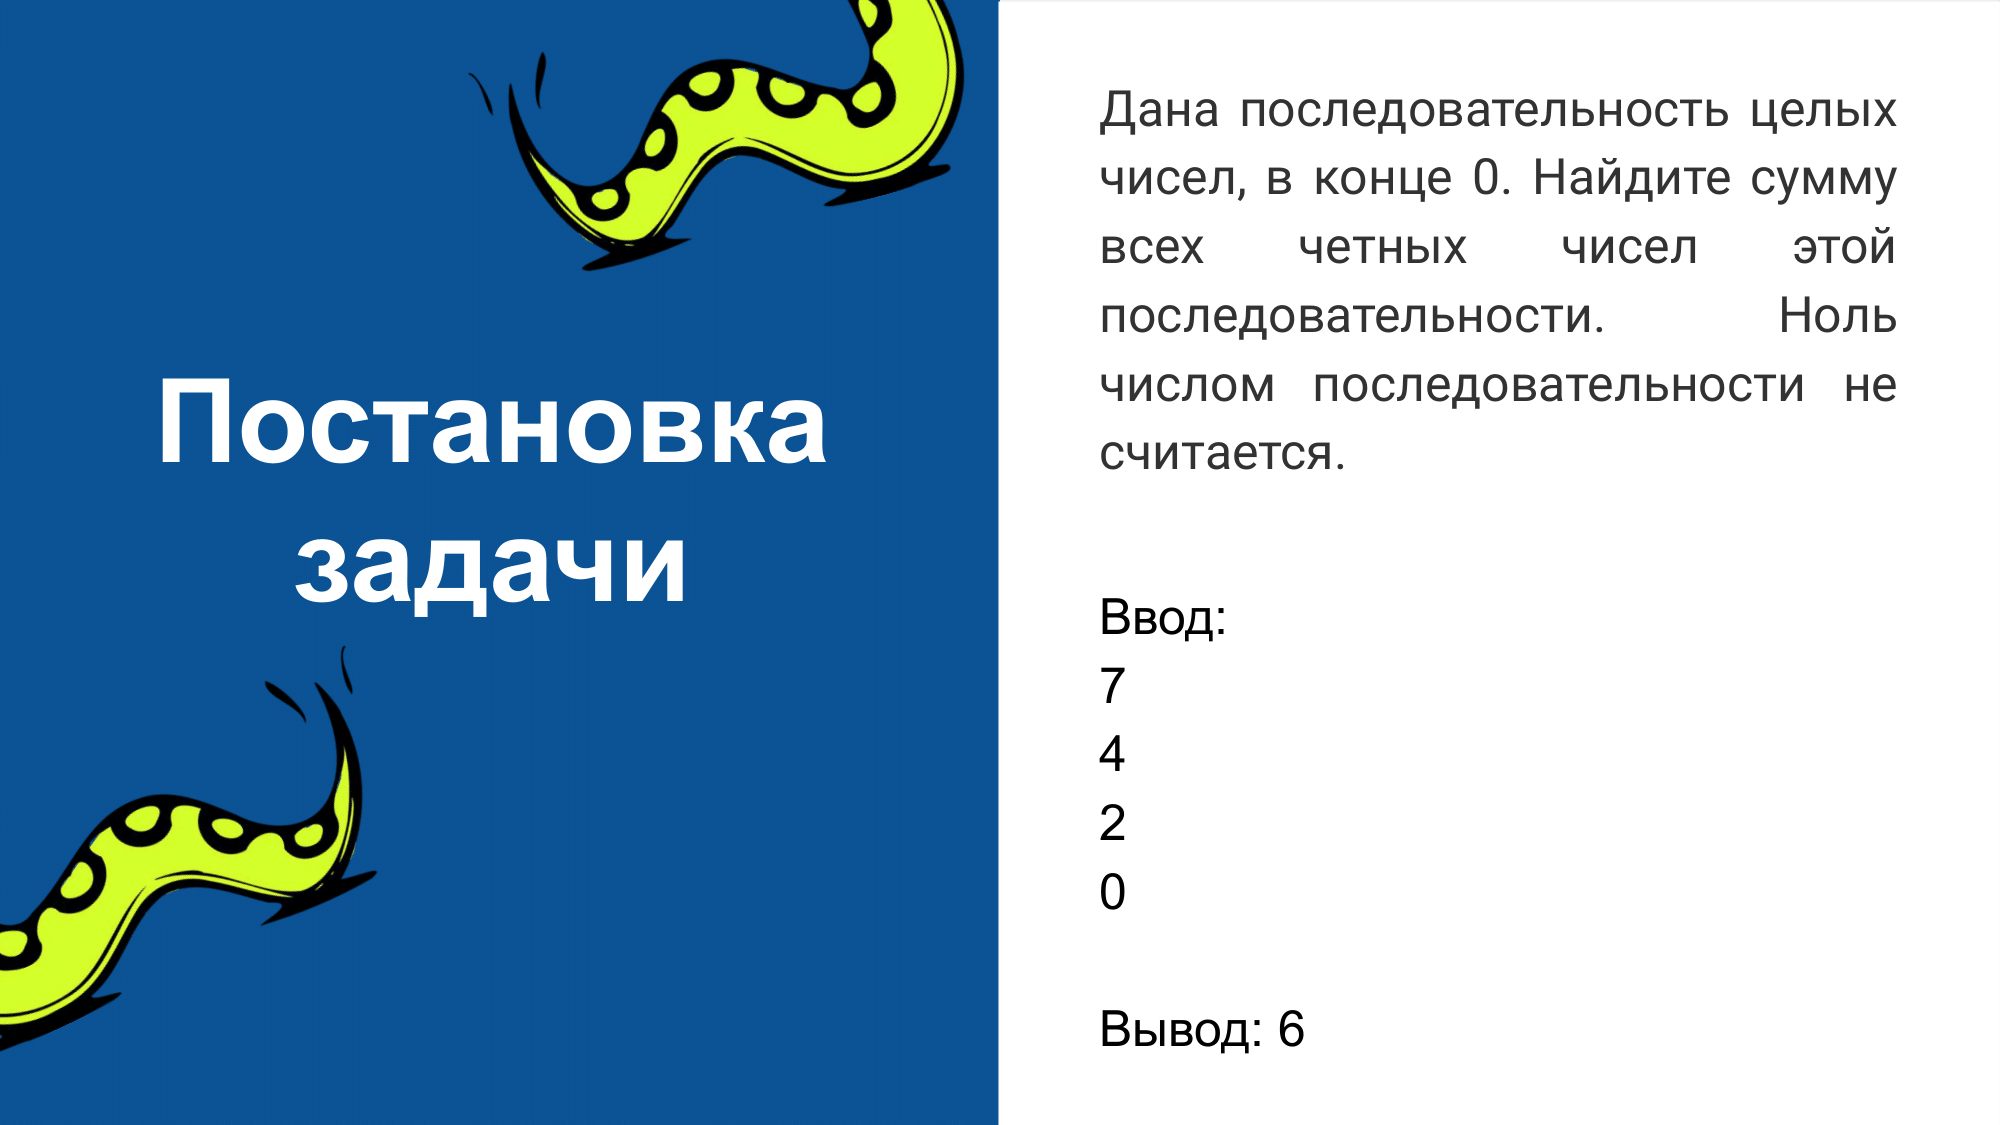 Постановка
задачи
Дана последовательность целых
чисел, в конце 0. Найдите сумму
всех четных чисел этой
последовательности. Ноль
числом последовательности не
считается.
Ввод:
7
4
2
0
Вывод: 6